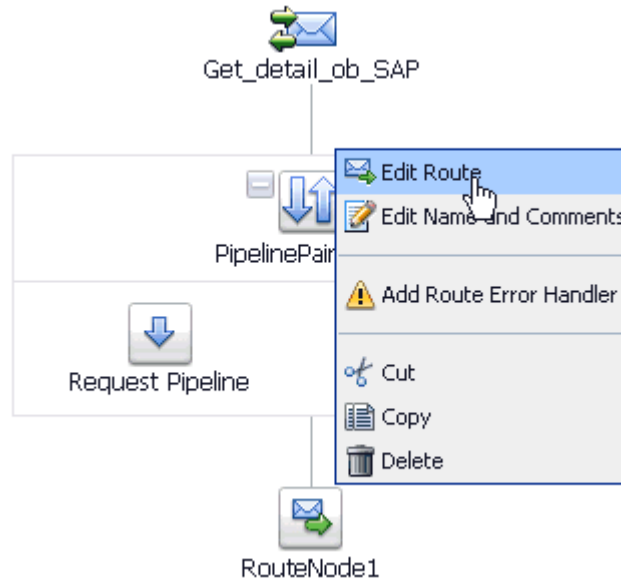 Get_detail_ob_SAP
Edit Route
Edit Name and Comments
PipelinePair
Add Route Error Handler
Request Pipeline
Cut
Copy
Delete
RouteNode1